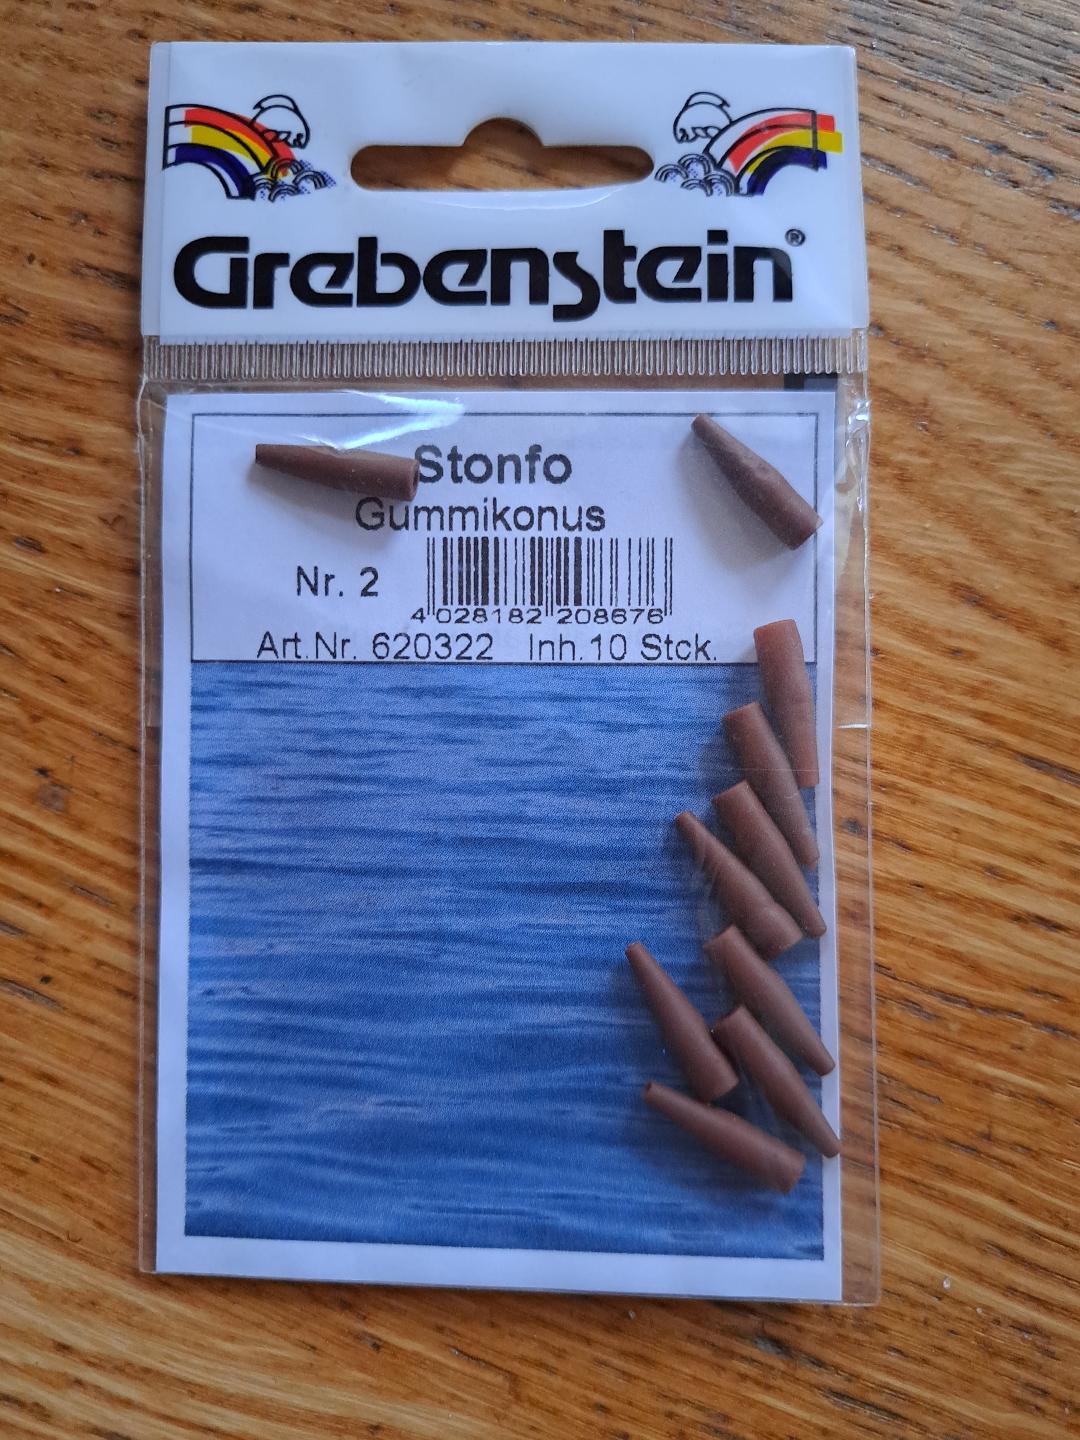 Grebenstein®
Stonfo
Gummikonus
Nr. 2
4 028182 208676
Art.Nr. 620322 Inh.10 Stck.